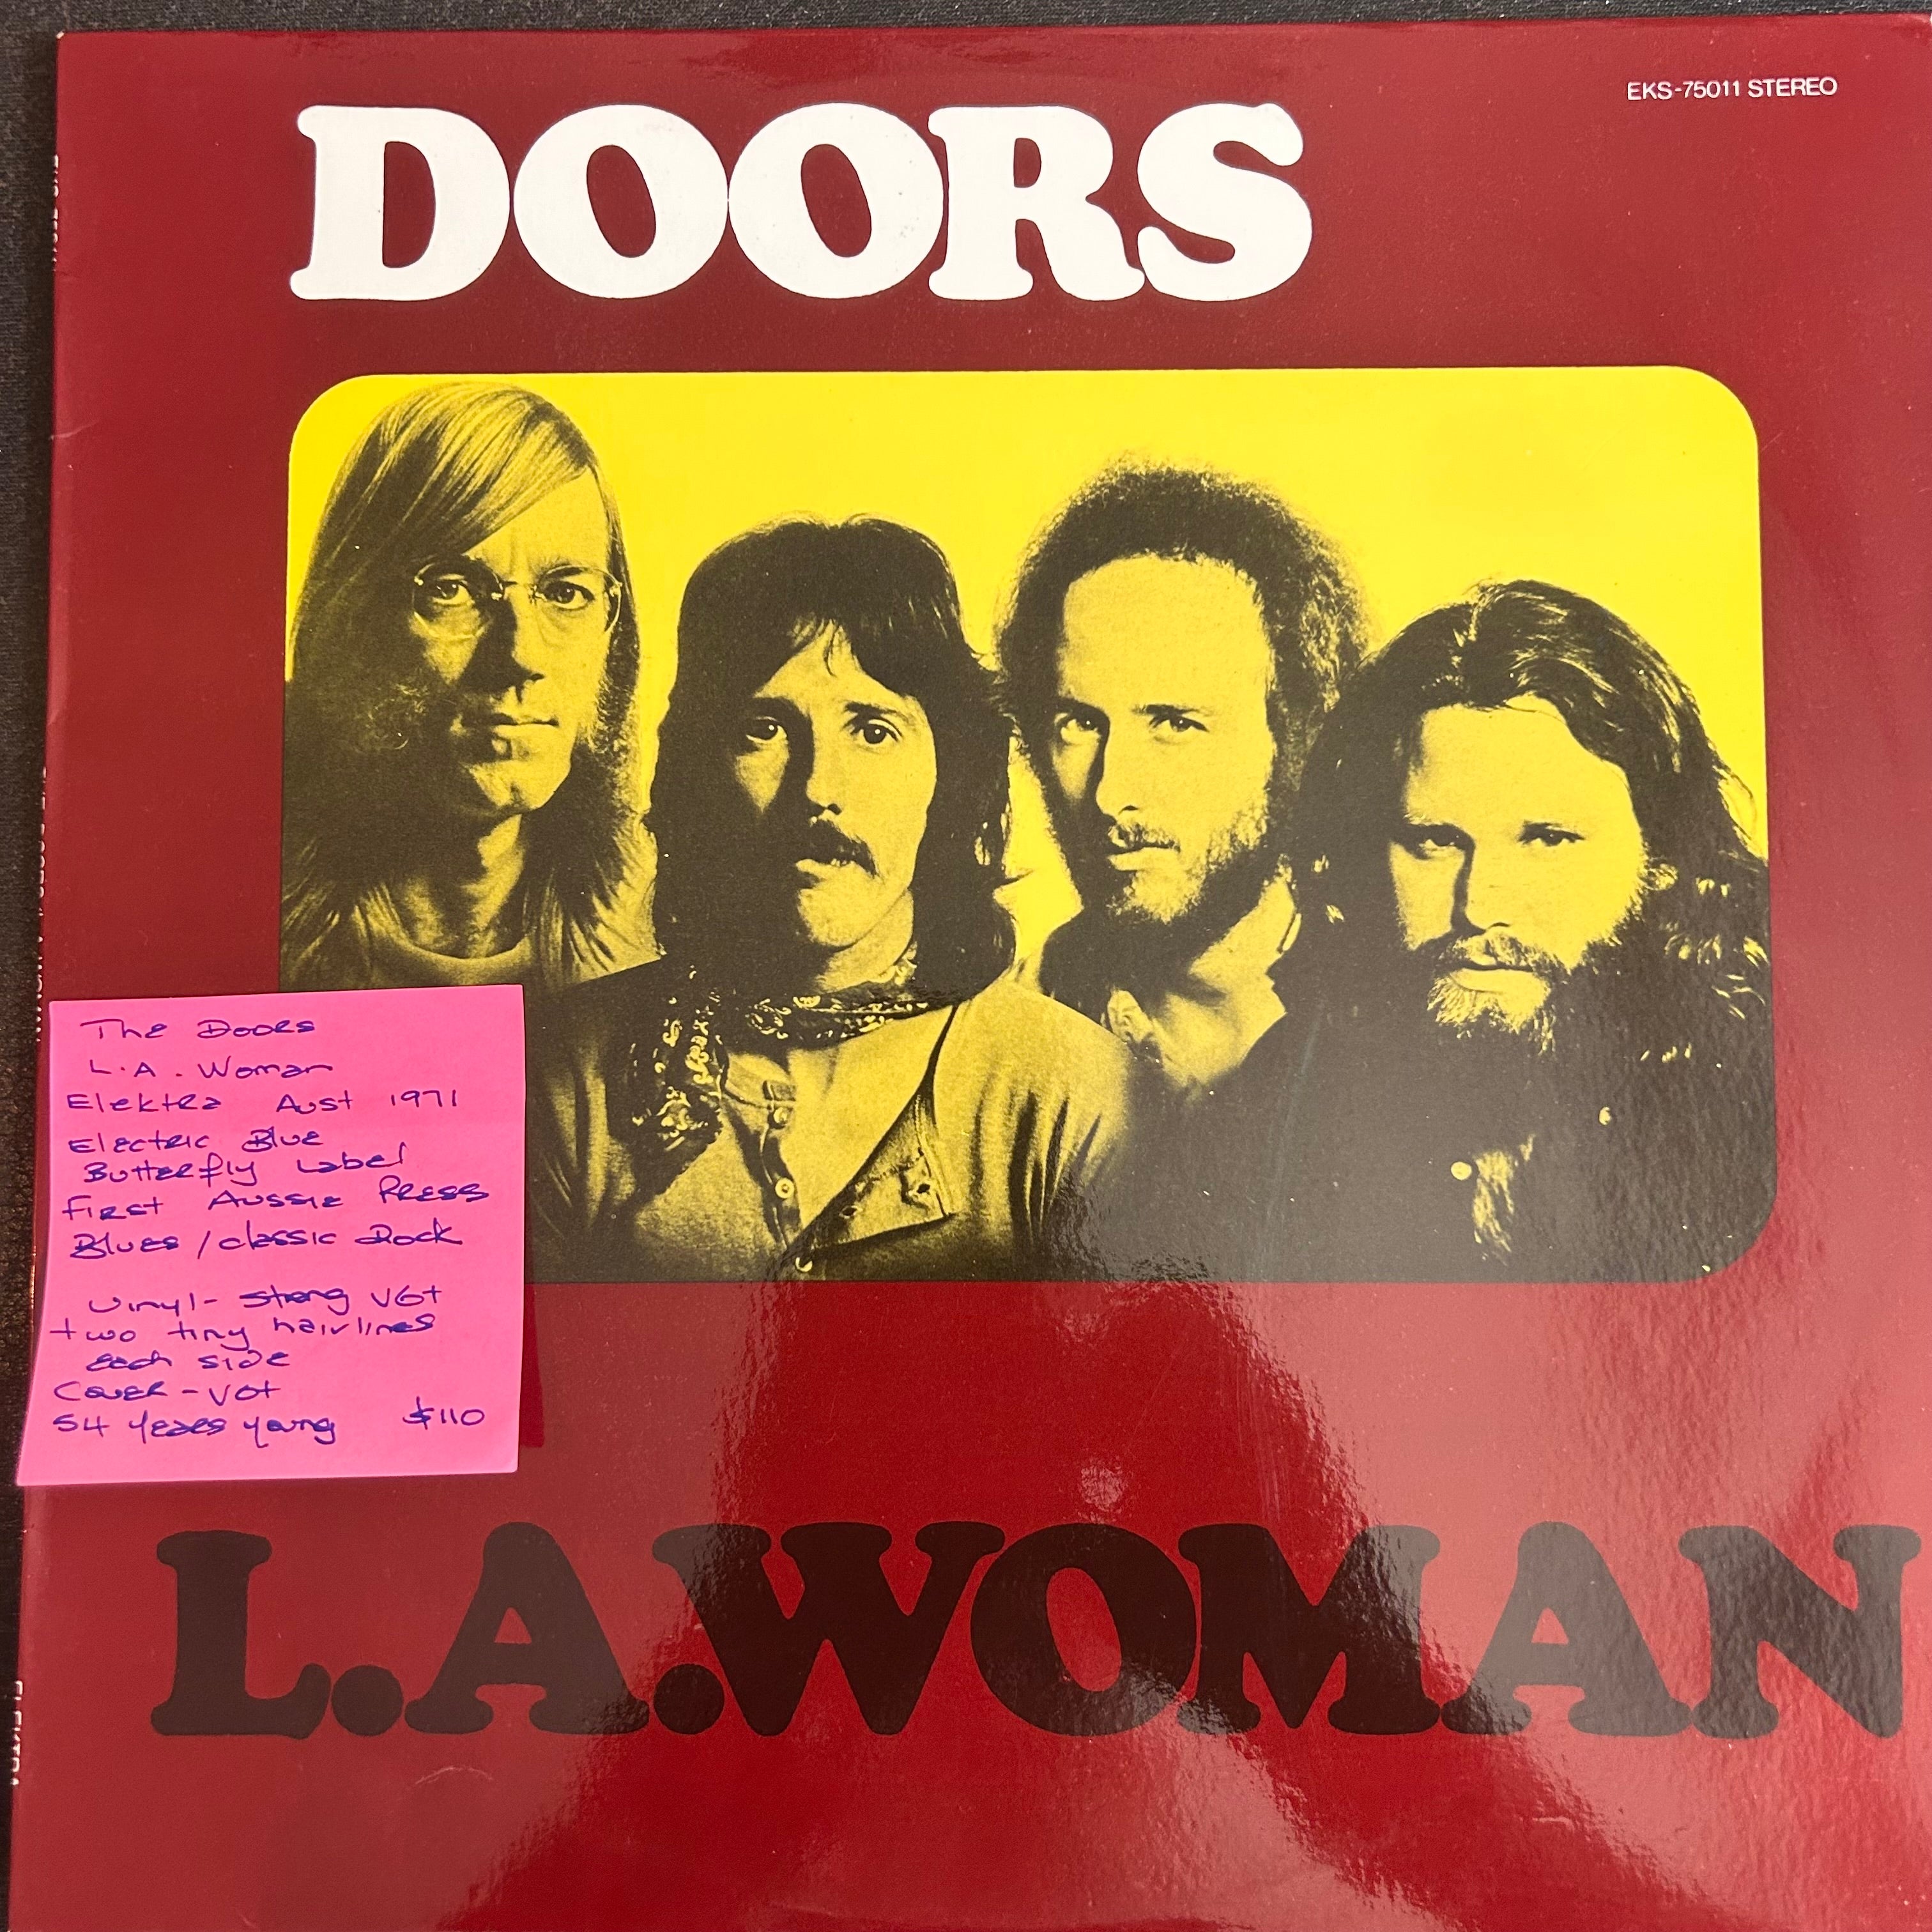 EKS-75011 STEREO
DOORS
The Doors
L.A. Woman
Elektra Aust 1971
Electric Blue
Butterfly Label
First Aussie Press
Blues / classic Rock
Vinyl - strong VG+
two tiny hairlines
each side
Cover - VG+
54 years young $110
L.A.WOMAN
ELEKTRA